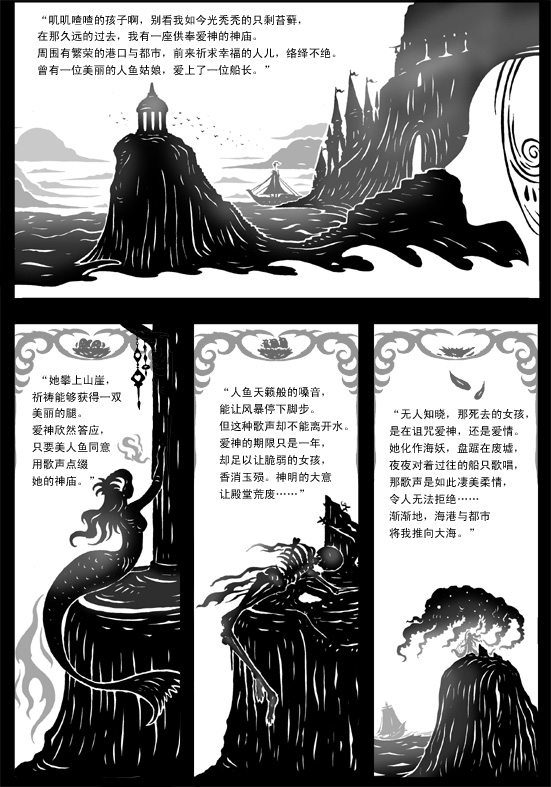 “叽叽喳喳的孩子啊，别看我如今光秃秃的只剩苔藓，
在那久远的过去，我有一座供奉爱神的神庙。
周围有繁荣的港口与都市，前来祈求幸福的人儿，络绎不绝。
曾有一位美丽的人鱼姑娘，爱上了一位船长。”
“她攀上山崖，
祈祷能够获得一双
美丽的腿。
爱神欣然答应，
只要美人鱼同意
用歌声点缀
她的神庙。”
“人鱼天籁般的嗓音，
能让风暴停下脚步。
但这种歌声却不能离开水。
爱神的期限只是一年，
却足以让脆弱的女孩，
香消玉殒。神明的大意
让殿堂荒废……”
“无人知晓，那死去的女孩，
是在诅咒爱神，还是爱情。
她化作海妖，盘踞在废墟，
夜夜对着过往的船只歌唱，
那歌声是如此凄美柔情，
令人无法拒绝……
渐渐地，海港与都市
将我推向大海。”